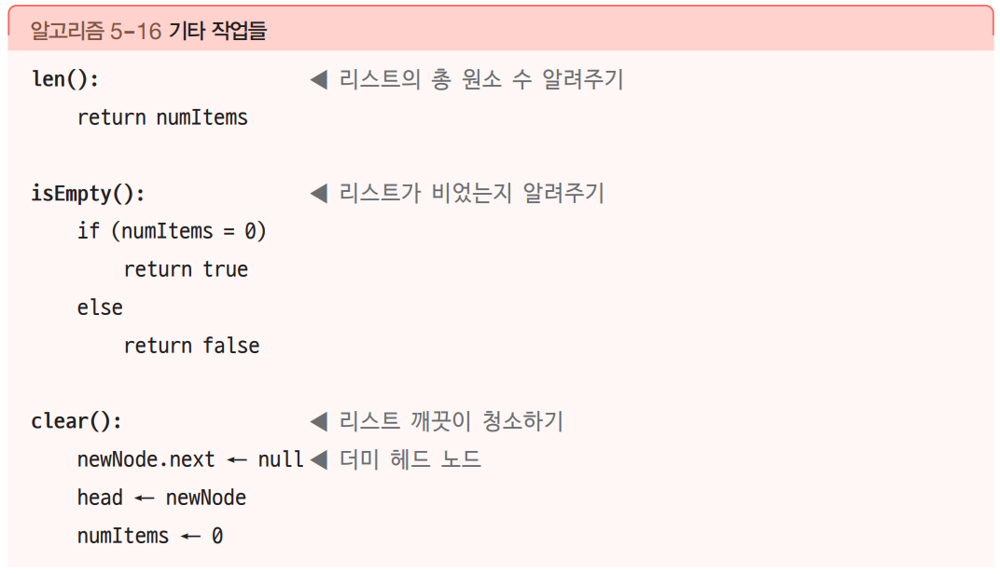 알고리즘 5-16 기타 작업들
len(): ◀ 리스트의 총 원소 수 알려주기
return numItems
isEmpty(): ◀ 리스트가 비었는지 알려주기
if (numItems = 0)
return true
else
return false
clear(): ◀ 리스트 깨끗이 청소하기
newNode.next ← null ◀ 더미 헤드 노드
head ← newNode
numItems ← 0